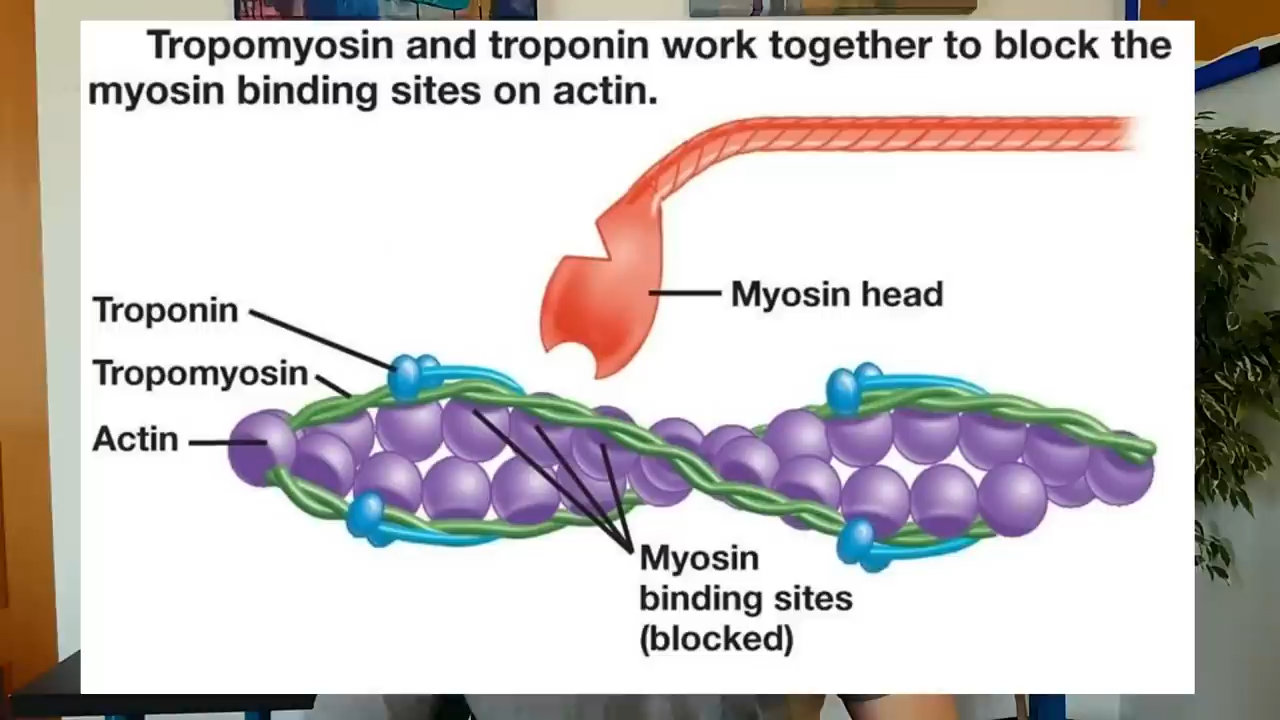 Tropomyosin and troponin work together to block the
myosin binding sites on actin.
Troponin
Tropomyosin
Actin
Myosin head
Myosin
binding sites
(blocked)